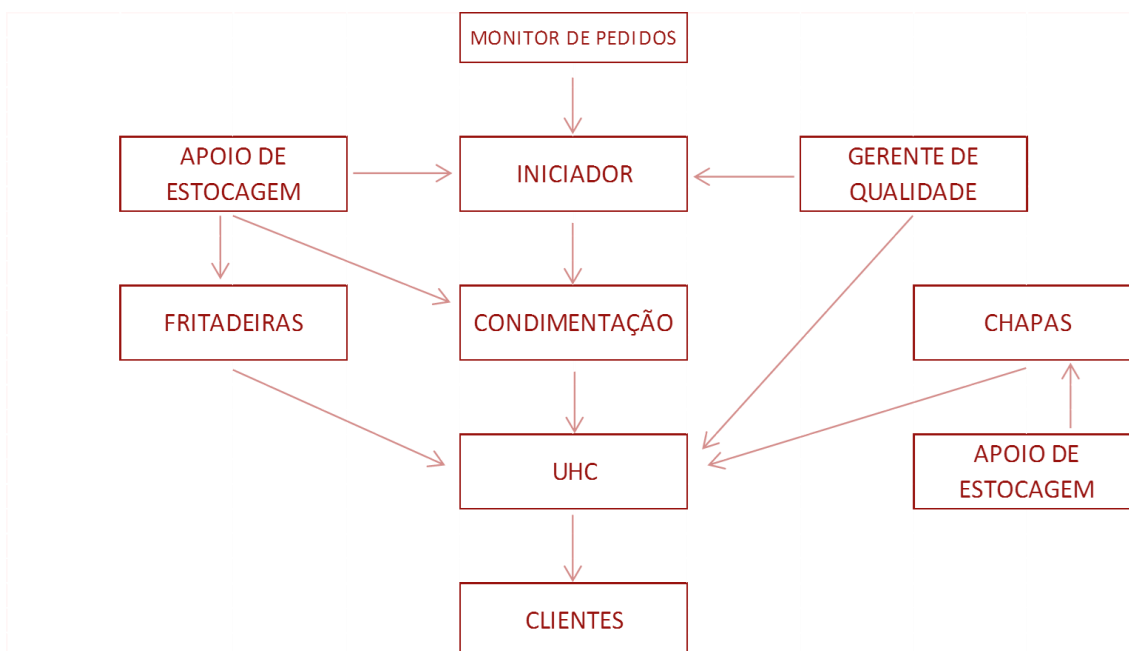 MONITOR DE PEDIDOS
APOIO DE
ESTOCAGEM
INICIADOR
GERENTE DE
QUALIDADE
FRITADEIRAS
CONDIMENTAÇÃO
CHAPAS
UHC
APOIO DE
ESTOCAGEM
CLIENTES